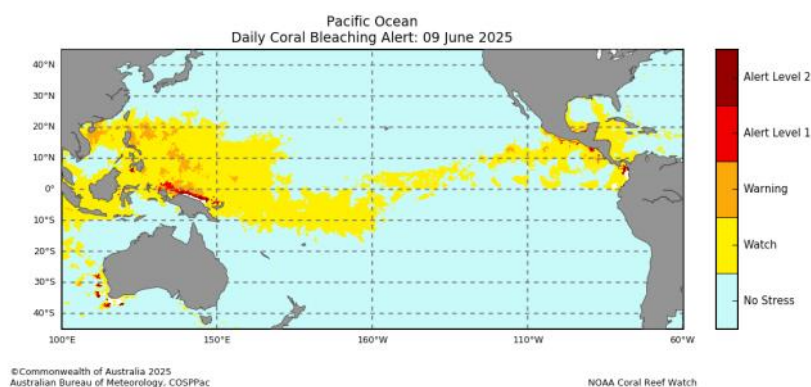 Pacific Ocean
Daily Coral Bleaching Alert: 09 June 2025
40°N
30°N
20°N
10°N
0°
10°S
20°S
30°S
40°S
100°E
150°E
160°W
110°W
60°W
Alert Level 2
Alert Level 1
Warning
Watch
No Stress
©Commonwealth of Australia 2025
Australian Bureau of Meteorology, COSPPac
NOAA Coral Reef Watch